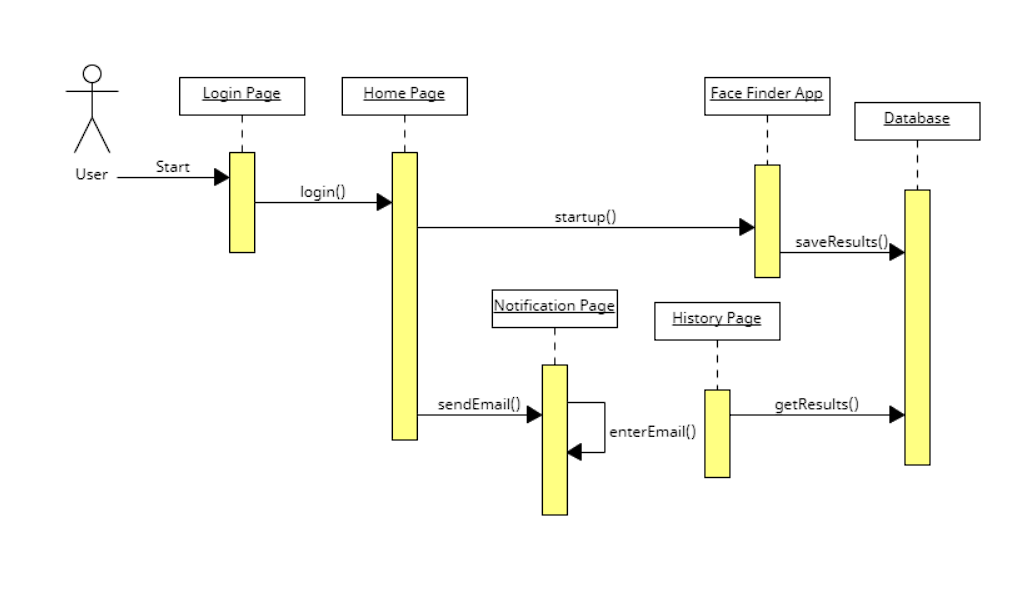 Login Page
Home Page
Face Finder App
Database
User
Start
login()
startup()
saveResults()
Notification Page
History Page
sendEmail()
enterEmail()
getResults()